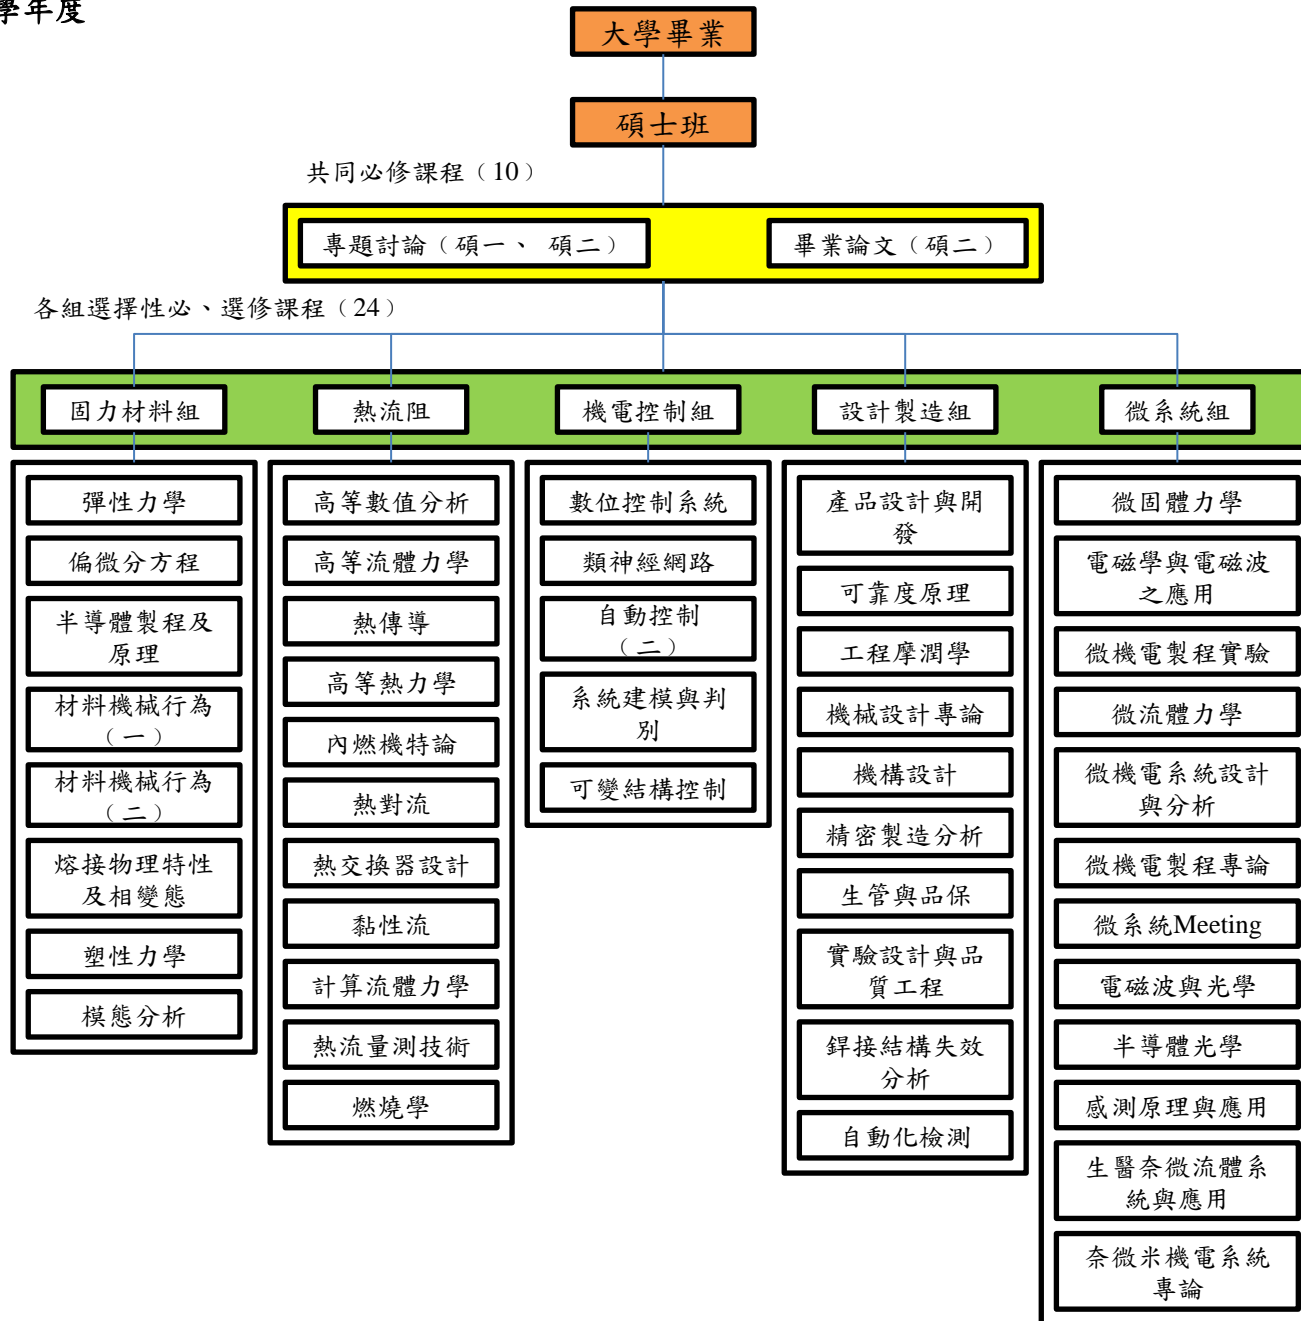 學年度
大學畢業
碩士班
共同必修課程（10）
專題討論（碩一、 碩二）
畢業論文（碩二）
各組選擇性必、選修課程（24）
固力材料組
熱流阻
機電控制組
設計製造組
微系統組
彈性力學
偏微分方程
半導體製程及
原理
材料機械行為
（一）
材料機械行為
（二）
熔接物理特性
及相變態
塑性力學
模態分析
高等數值分析
高等流體力學
熱傳導
高等熱力學
內燃機特論
熱對流
熱交換器設計
黏性流
計算流體力學
熱流量測技術
燃燒學
數位控制系統
類神經網路
自動控制
（二）
系統建模與判
別
可變結構控制
產品設計與開
發
可靠度原理
工程摩潤學
機械設計專論
機構設計
精密製造分析
生管與品保
實驗設計與品
質工程
銲接結構失效
分析
自動化檢測
微固體力學
電磁學與電磁波
之應用
微機電製程實驗
微流體力學
微機電系統設計
與分析
微機電製程專論
微系統Meeting
電磁波與光學
半導體光學
感測原理與應用
生醫奈微流體系
統與應用
奈微米機電系統
專論